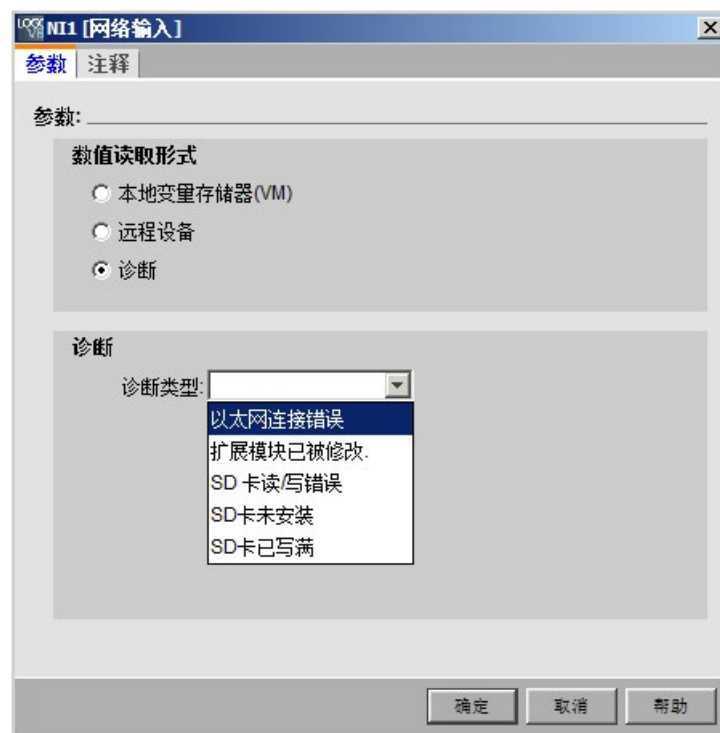 NI1 [网络输入]
参数 注释
参数:
数值读取形式
本地变量存储器(VM)
远程设备
诊断
诊断
诊断类型:
以太网连接错误
扩展模块已被修改.
SD 卡读/写错误
SD卡未安装
SD卡已写满
确定 取消 帮助